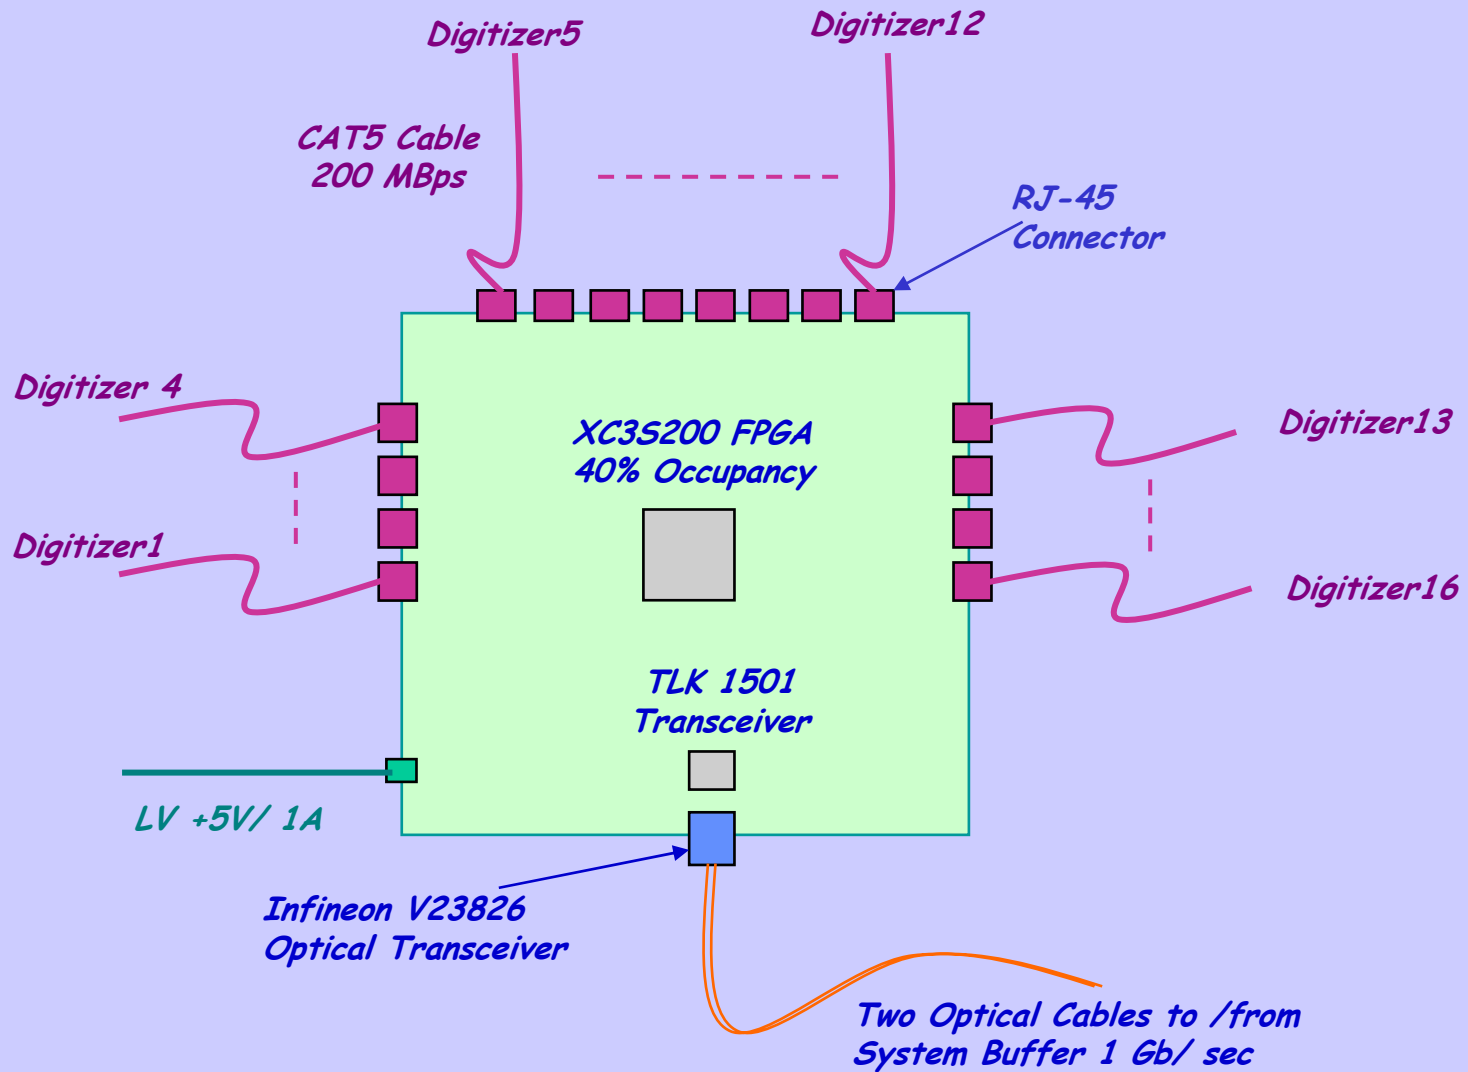 Digitizer5
Digitizer12
CAT5 Cable
200 MBps
RJ-45
Connector
Digitizer 4
XC3S200 FPGA
40% Occupancy
Digitizer13
Digitizer1
Digitizer16
TLK 1501
Transceiver
LV +5V/ 1A
Infineon V23826
Optical Transceiver
Two Optical Cables to /from
System Buffer 1 Gb/ sec